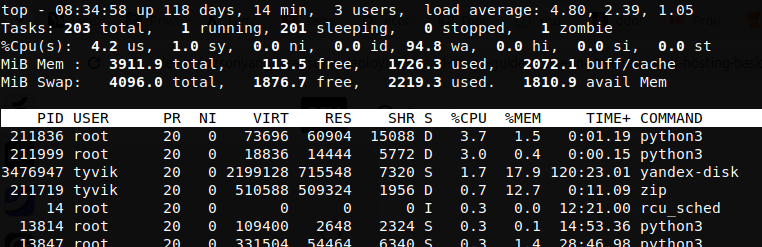 top - 08:34:58 up 118 days, 14 min,  3 users,  load average: 4.80, 2.39, 1.05
Tasks: 203 total,   1 running, 201 sleeping,   0 stopped,   1 zombie
%Cpu(s):  4.2 us,  1.0 sy,  0.0 ni,  0.0 id, 94.8 wa,  0.0 hi,  0.0 si,  0.0 st
MiB Mem :   3911.9 total,    113.5 free,   1726.3 used,   2072.1 buff/cache
MiB Swap:   4096.0 total,   1876.7 free,   2219.3 used.   1810.9 avail Mem
    PID USER      PR  NI    VIRT    RES    SHR S  %CPU  %MEM     TIME+ COMMAND
 211836 root      20   0   73696  60904  15088 D   3.7   1.5   0:01.19 python3
 211999 root      20   0   18836  14444   5772 D   3.0   0.4   0:00.15 python3
3476947 tyvik     20   0 2199128 715548   7320 S   1.7  17.9 120:23.01 yandex-disk
 211719 tyvik     20   0  510588 509324   1956 D   0.7  12.7   0:11.09 zip
     14 root      20   0       0      0      0 I   0.3   0.0  12:21.00 rcu_sched
  13814 root      20   0  109400   2648   2324 S   0.3   0.1  14:53.36 python3
  13847 root      20   0  331504  54464   6340 S   0.3   1.4  28:46.98 python3